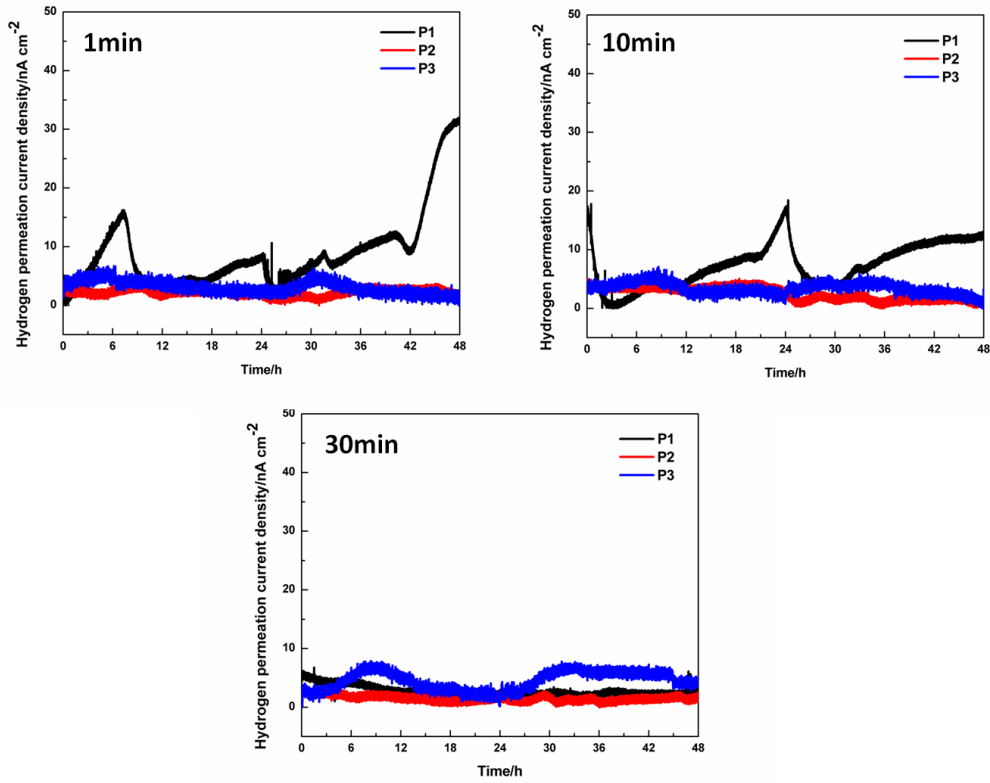 1min
P1
P2
P3
50
40
30
20
10
0
0 6 12 18 24 30 36 42 48
Time/h
Hydrogen permeation current density/nA cm-2
10min
P1
P2
P3
50
40
30
20
10
0
0 6 12 18 24 30 36 42 48
Time/h
Hydrogen permeation current density/nA cm-2
30min
P1
P2
P3
50
40
30
20
10
0
0 6 12 18 24 30 36 42 48
Time/h
Hydrogen permeation current density/nA cm-2